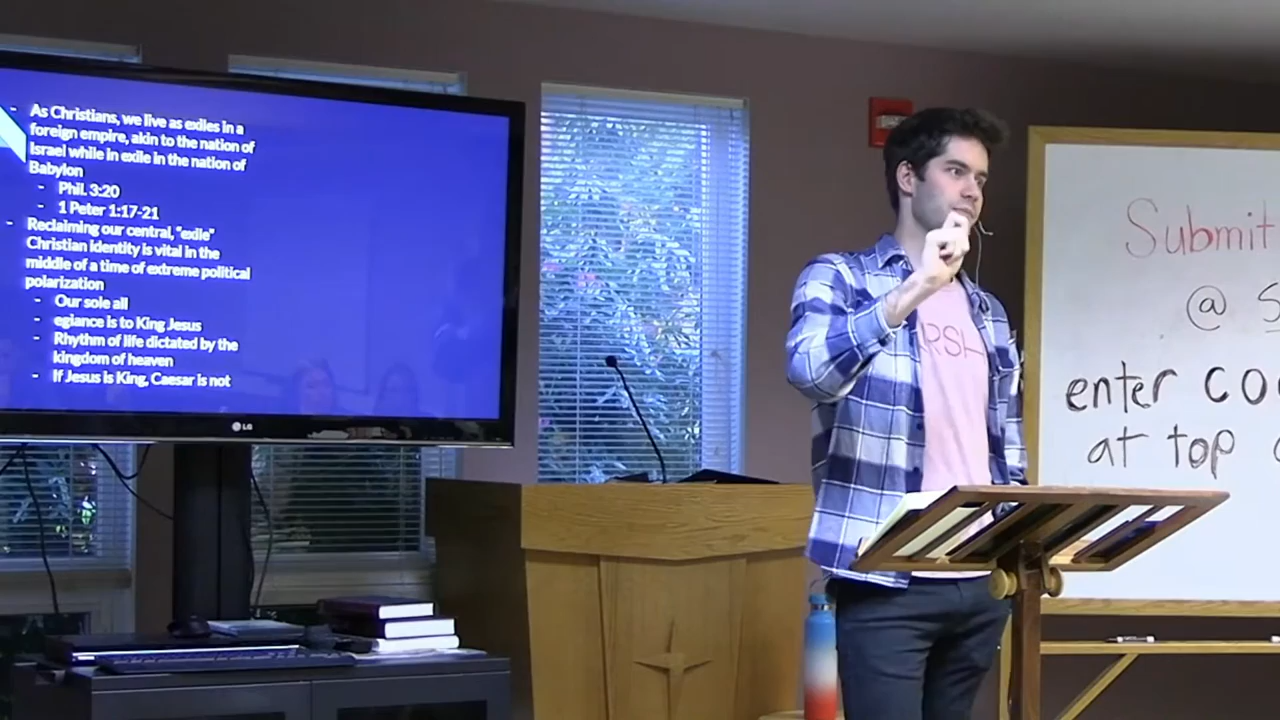 - As Christians, we live as exiles in a
foreign empire, akin to the nation of
Israel while in exile in the nation of
Babylon
- Phil. 3:20
- 1 Peter 1:17-21
- Reclaiming our central, "exile"
Christian identity is vital in the
middle of a time of extreme political
polarization
- Our sole all
- egiance is to King Jesus
- Rhythm of life dictated by the
kingdom of heaven
- If Jesus is King, Caesar is not
LG
RSH
Submit
@ S
enter co
at top